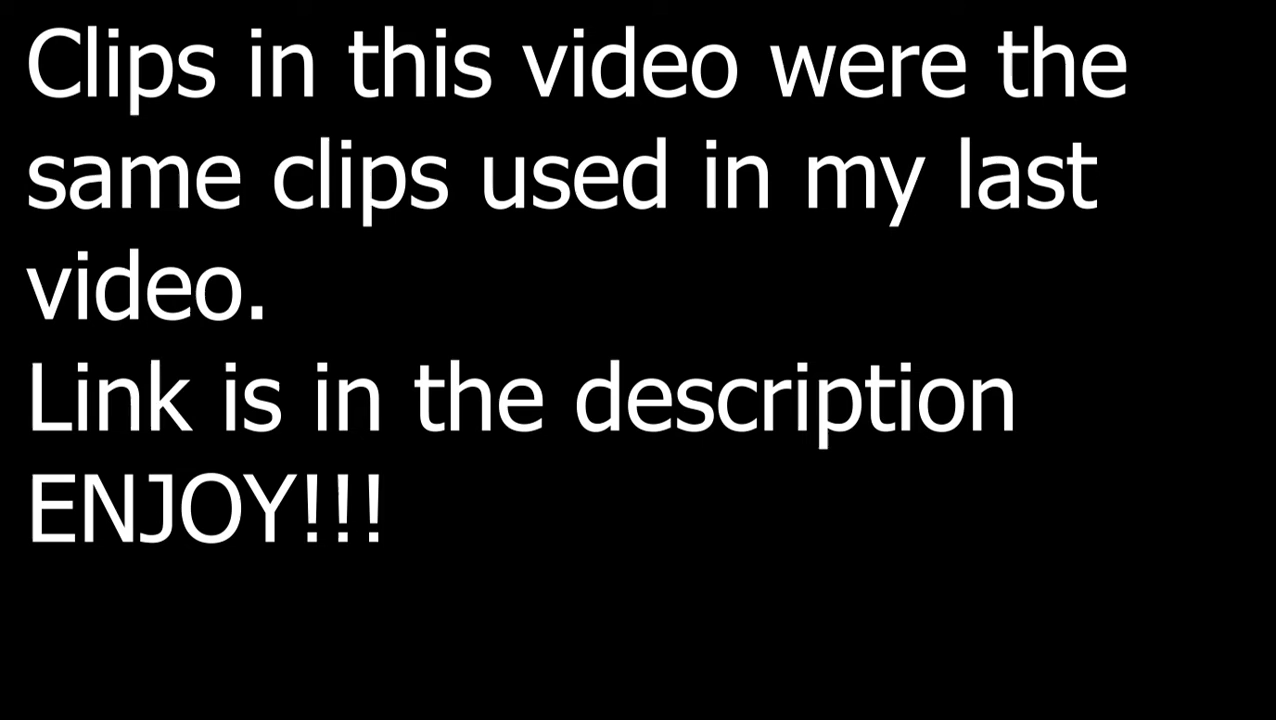 Clips in this video were the
same clips used in my last
video.
Link is in the description
ENJOY!!!